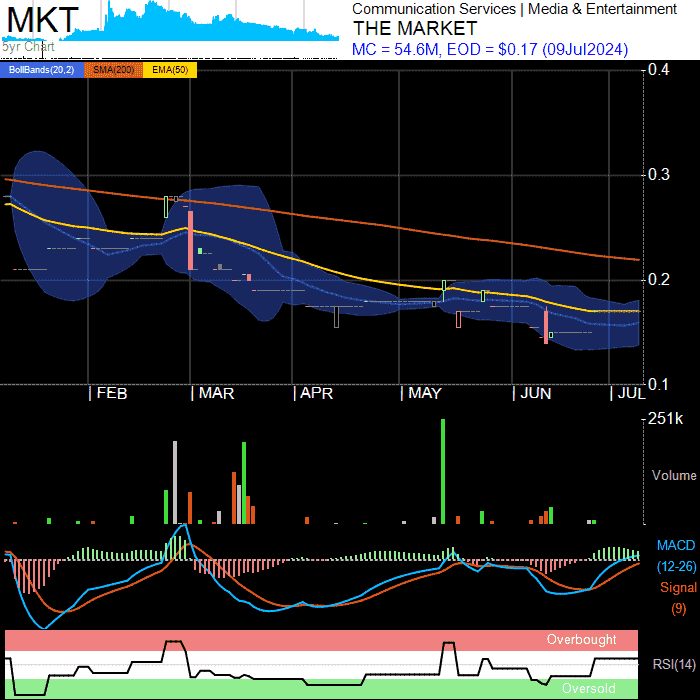 MKT
5yr Chart
Communication Services | Media & Entertainment
THE MARKET
MC = 54.6M, EOD = $0.17 (09Jul2024)
BollBands(20,2) SMA(200) EMA(50)
0.4
0.3
0.2
0.1
| FEB | MAR | APR | MAY | JUN | JUL
251k
Volume
MACD
(12-26)
Signal
(9)
Overbought
RSI(14)
Oversold